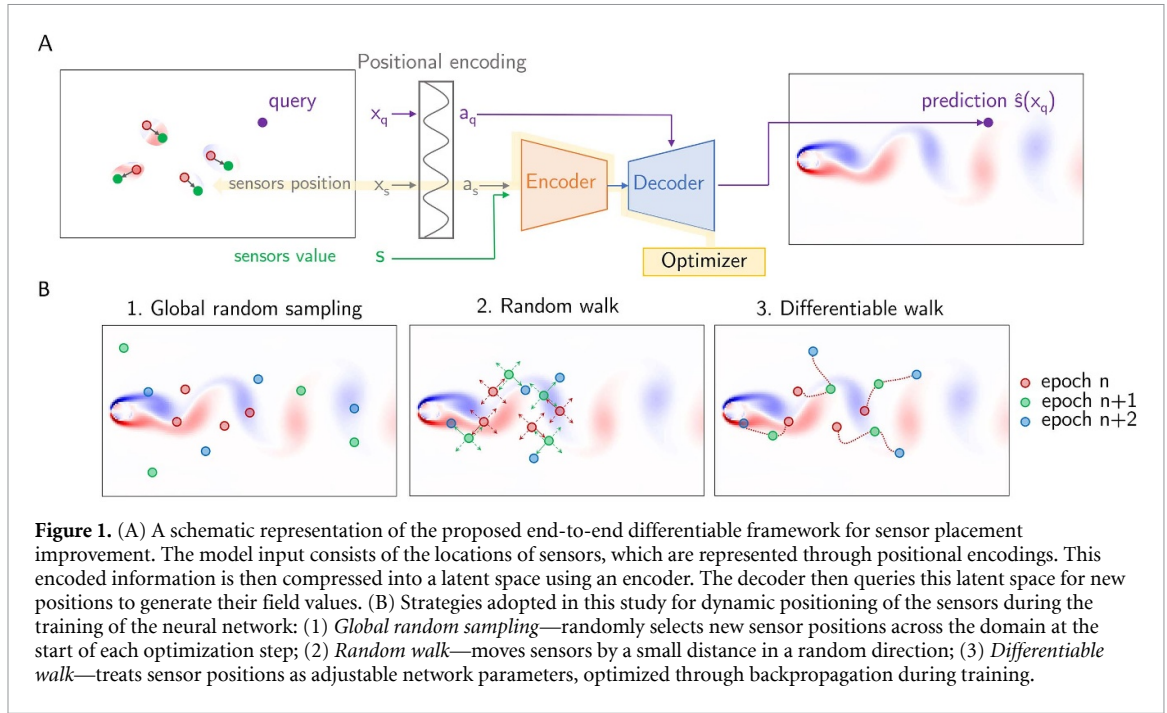 A
Positional encoding
query
x_q
a_q
prediction ŝ(x_q)
sensors position
x_s
a_s
Encoder
Decoder
sensors value
s
Optimizer
B
1. Global random sampling
2. Random walk
3. Differentiable walk
epoch n
epoch n+1
epoch n+2
Figure 1. (A) A schematic representation of the proposed end-to-end differentiable framework for sensor placement
improvement. The model input consists of the locations of sensors, which are represented through positional encodings. This
encoded information is then compressed into a latent space using an encoder. The decoder then queries this latent space for new
positions to generate their field values. (B) Strategies adopted in this study for dynamic positioning of the sensors during the
training of the neural network: (1) Global random sampling—randomly selects new sensor positions across the domain at the
start of each optimization step; (2) Random walk—moves sensors by a small distance in a random direction; (3) Differentiable
walk—treats sensor positions as adjustable network parameters, optimized through backpropagation during training.